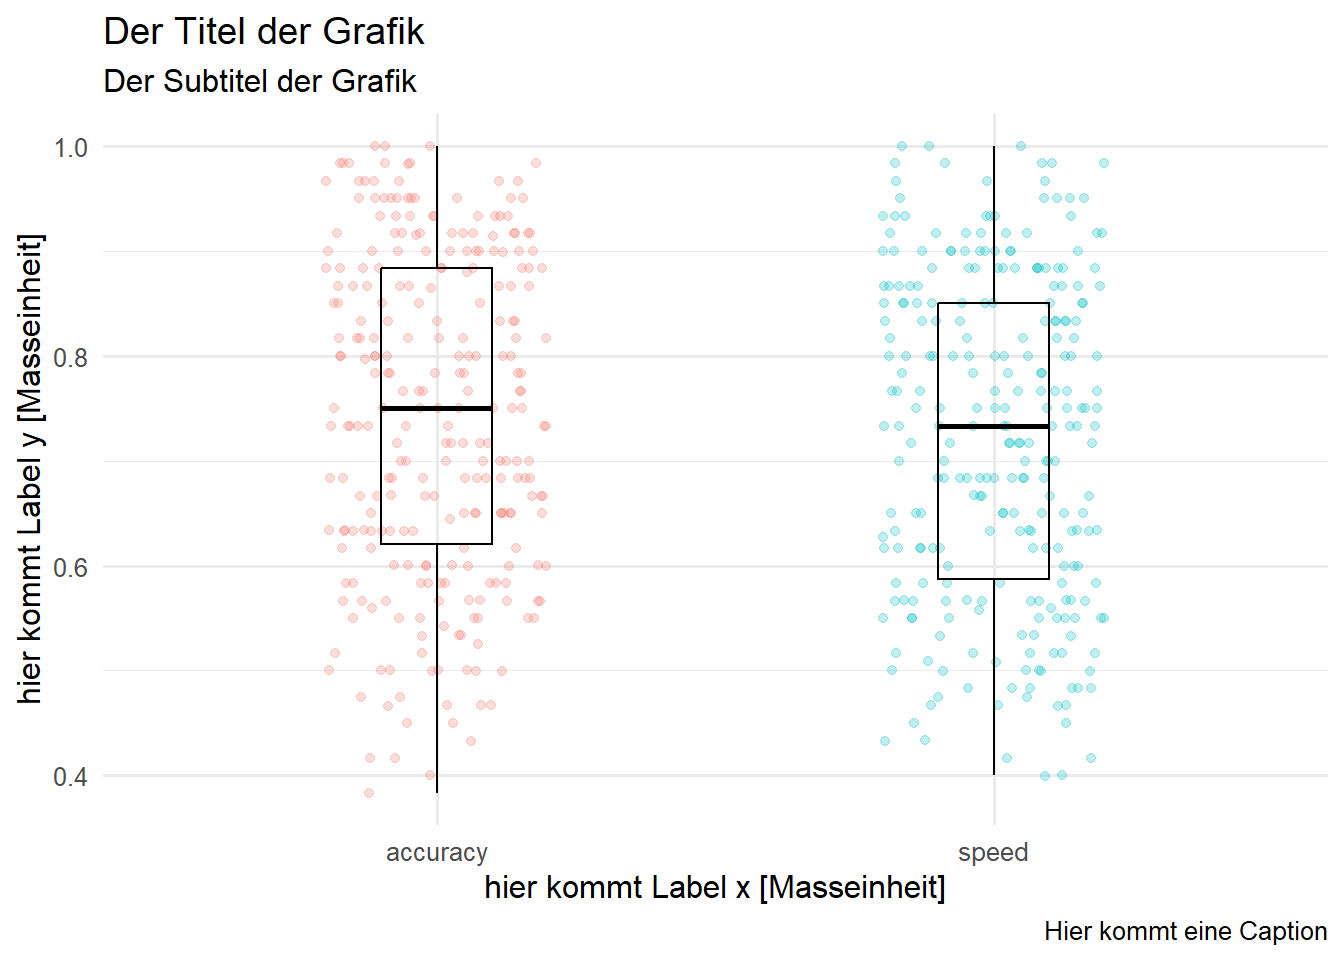 Der Titel der Grafik
Der Subtitel der Grafik
hier kommt Label y [Masseinheit]
1.0
0.8
0.6
0.4
accuracy
speed
hier kommt Label x [Masseinheit]
Hier kommt eine Caption